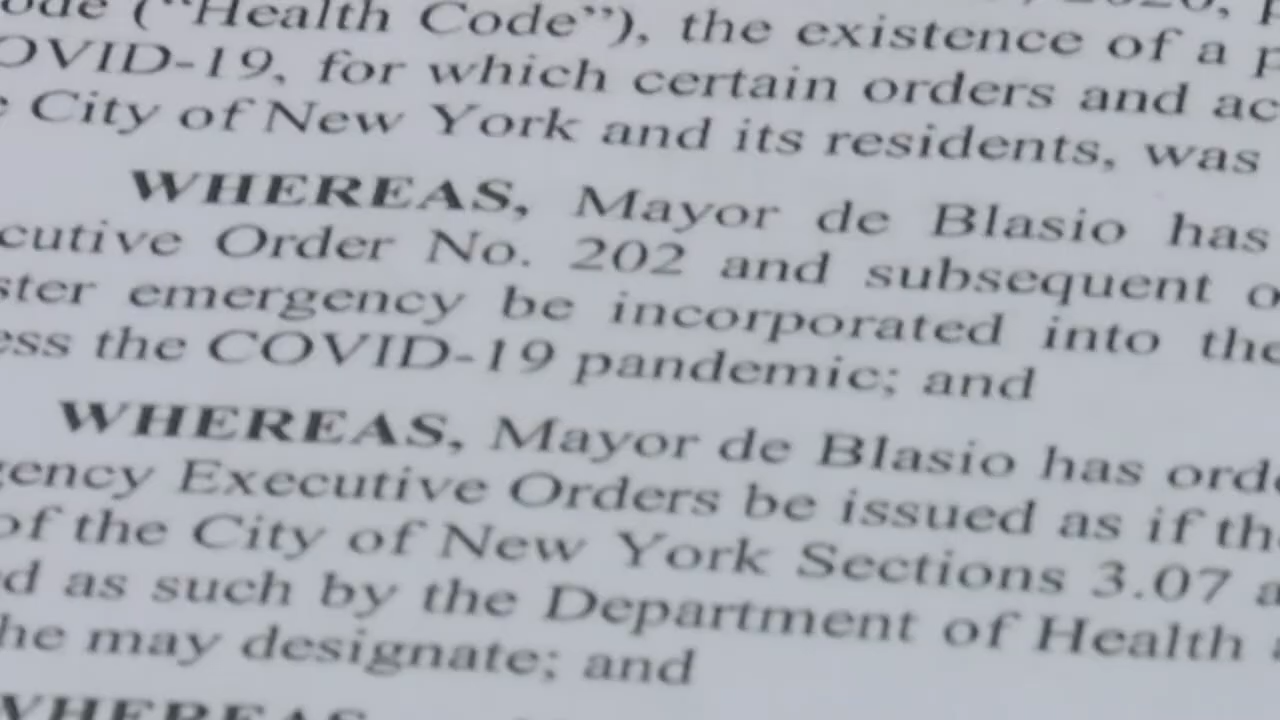 ode (“Health Code”), the existence of a p
OVID-19, for which certain orders and ac
e City of New York and its residents, was
WHEREAS, Mayor de Blasio has
cutive Order No. 202 and subsequent o
ster emergency be incorporated into the
ess the COVID-19 pandemic; and
WHEREAS, Mayor de Blasio has orde
gency Executive Orders be issued as if tha
of the City of New York Sections 3.07 a
d as such by the Department of Health
he may designate; and
WHEREAS,